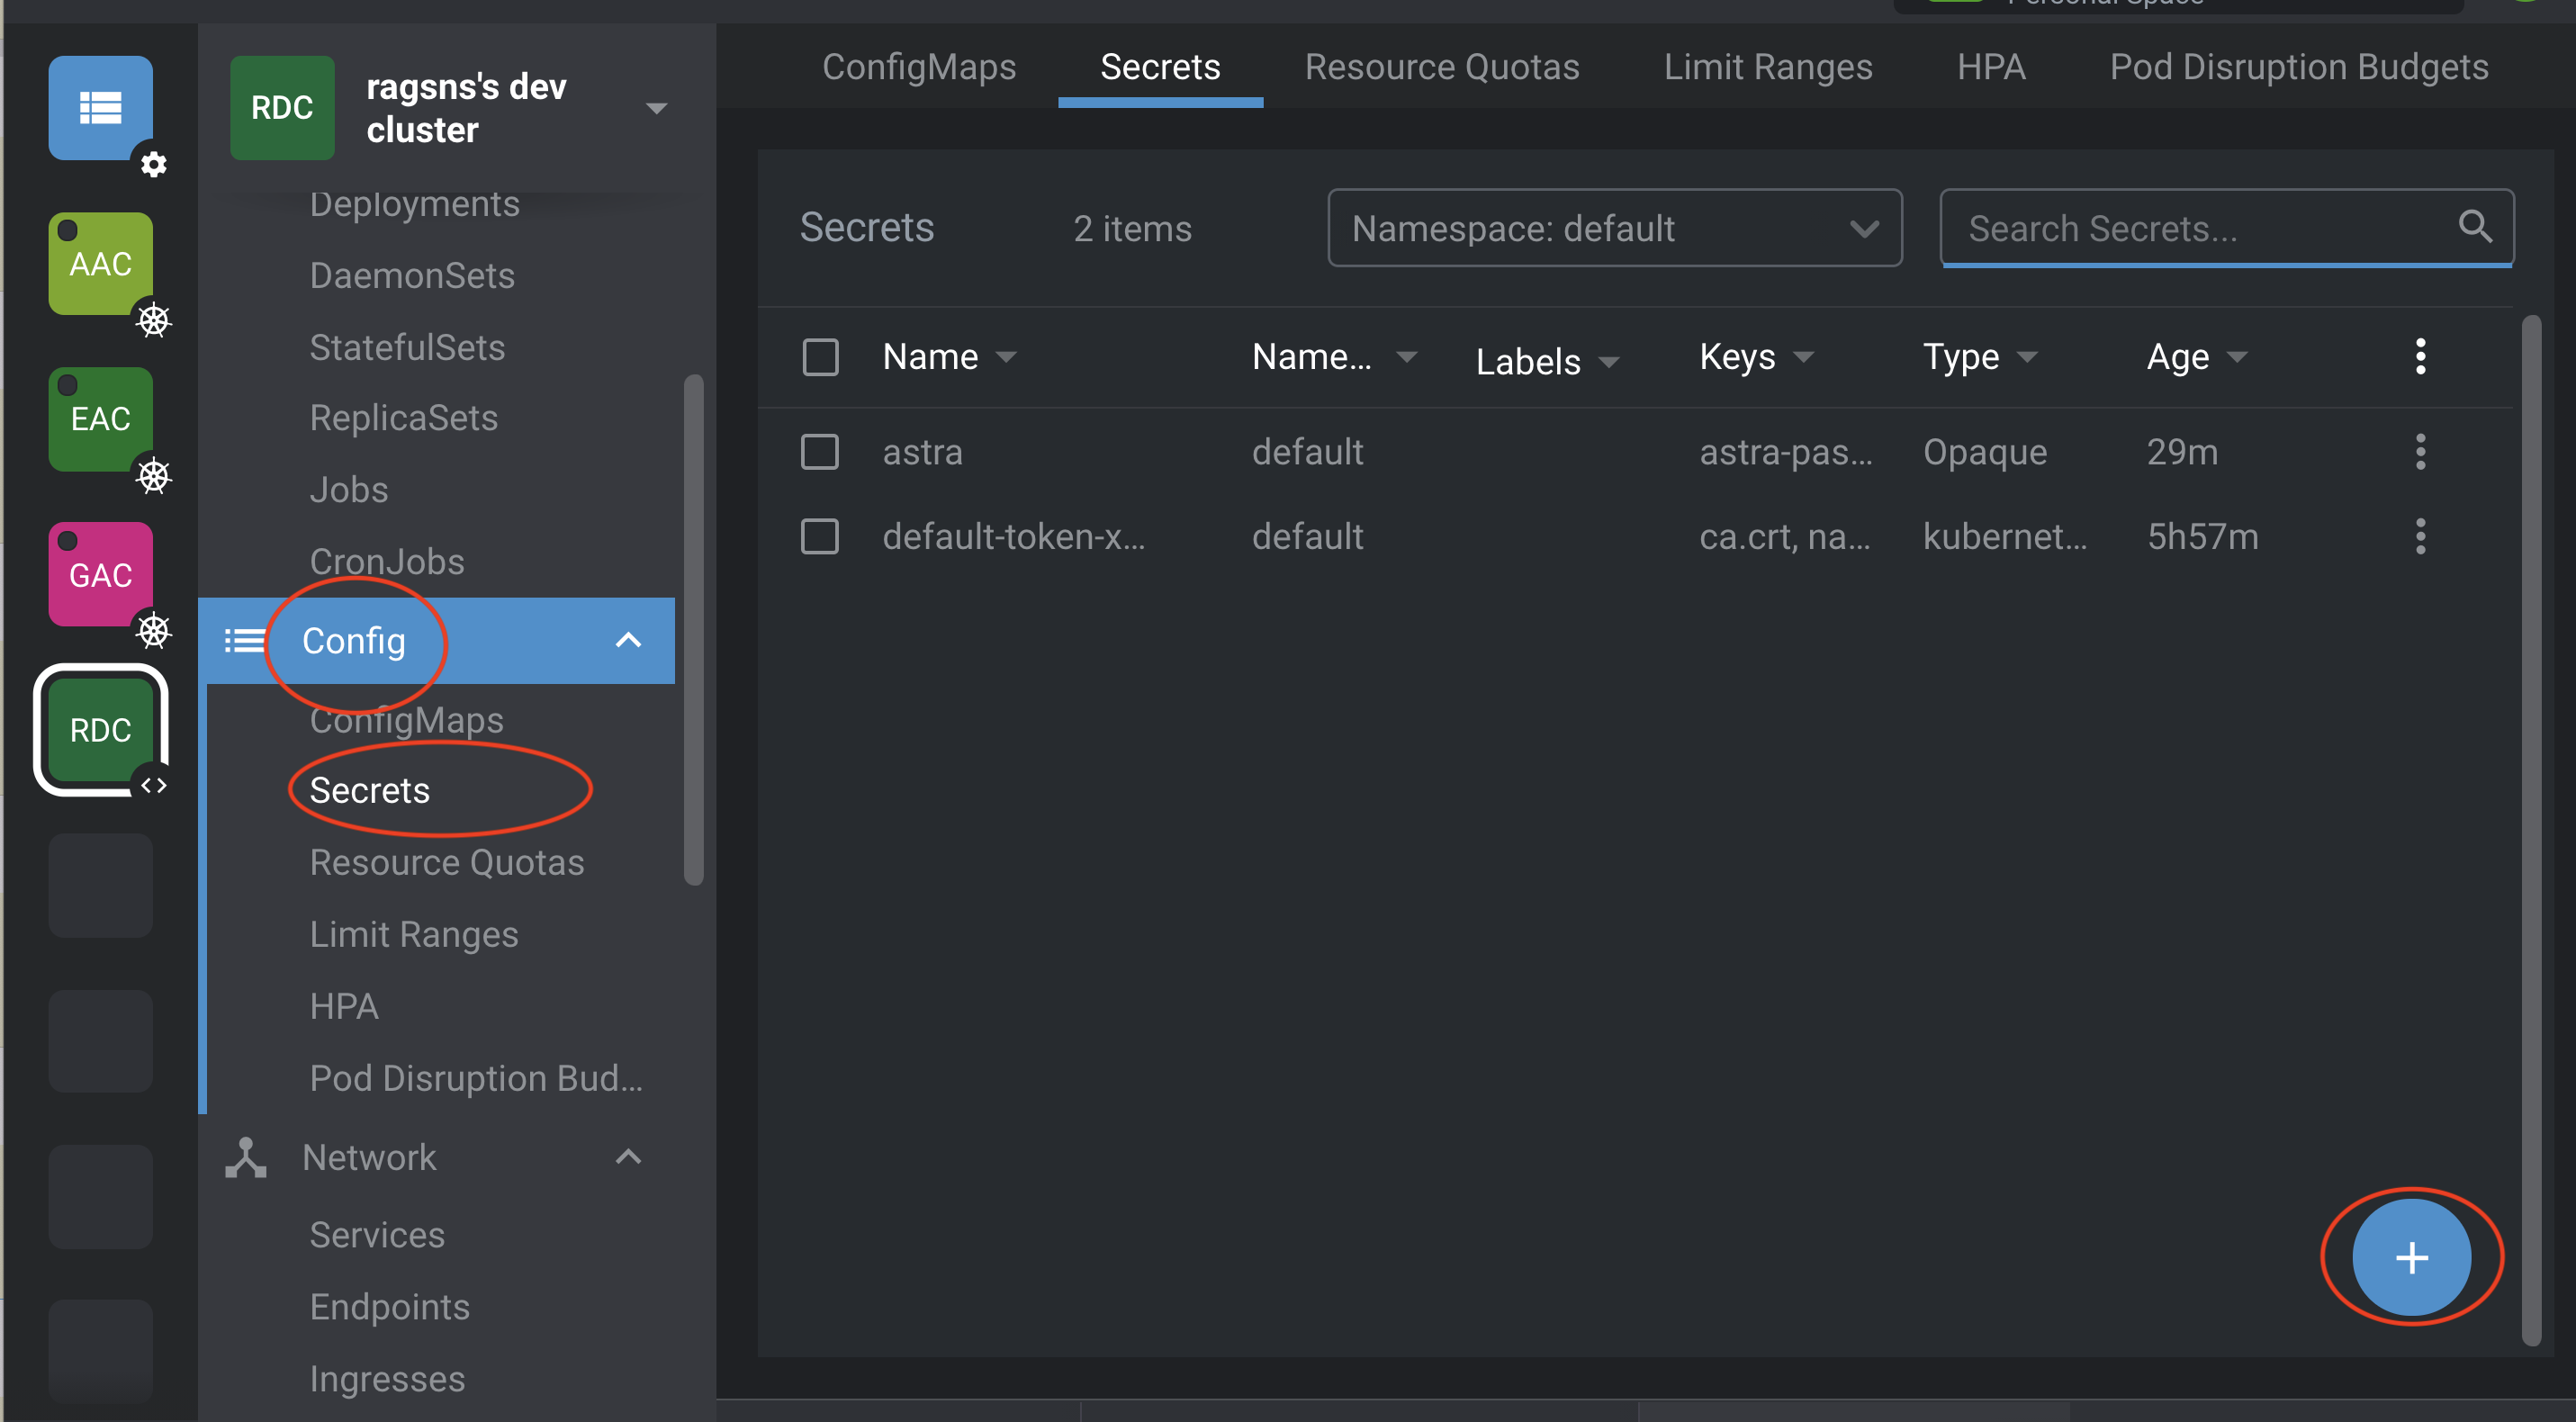 Personal Space
AAC
EAC
GAC
RDC
RDC
ragsns's dev
cluster
Deployments
DaemonSets
StatefulSets
ReplicaSets
Jobs
CronJobs
Config
ConfigMaps
Secrets
Resource Quotas
Limit Ranges
HPA
Pod Disruption Bud...
Network
Services
Endpoints
Ingresses
ConfigMaps Secrets Resource Quotas Limit Ranges HPA Pod Disruption Budgets
Secrets 2 items Namespace: default Search Secrets...
Name Name... Labels Keys Type Age
astra default astra-pas... Opaque 29m
default-token-x... default ca.crt, na... kubernet... 5h57m